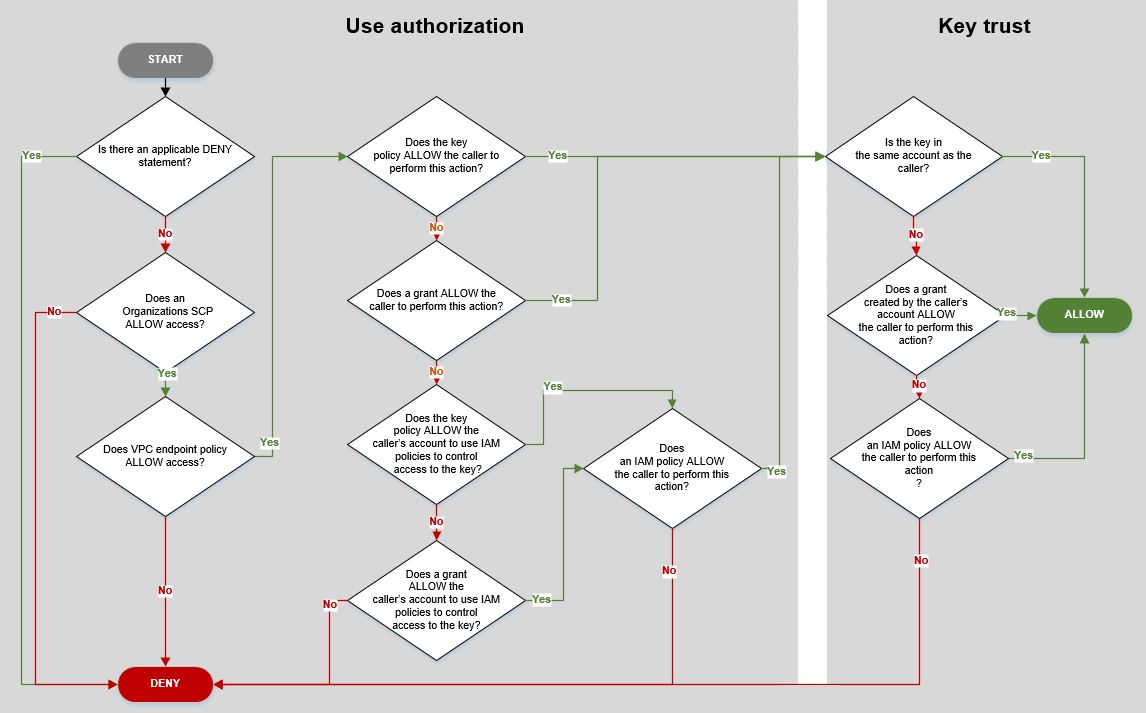 Use authorization
Key trust
START
Is there an applicable DENY
statement?
Yes
No
Does an
Organizations SCP
ALLOW access?
No
Yes
Does VPC endpoint policy
ALLOW access?
Yes
No
DENY
Does the key
policy ALLOW the caller to
perform this action?
Yes
No
Does a grant ALLOW the
caller to perform this action?
Yes
No
Does the key
policy ALLOW the
caller's account to use IAM
policies to control
access to the key?
Yes
No
Does a grant
ALLOW the
caller's account to use IAM
policies to control
access to the key?
Yes
No
Does
an IAM policy ALLOW
the caller to perform this
action?
Yes
No
Is the key in
the same account as the
caller?
Yes
No
Does a grant
created by the caller's
account ALLOW
the caller to perform this
action?
Yes
No
ALLOW
Does
an IAM policy ALLOW
the caller to perform this
action
?
Yes
No